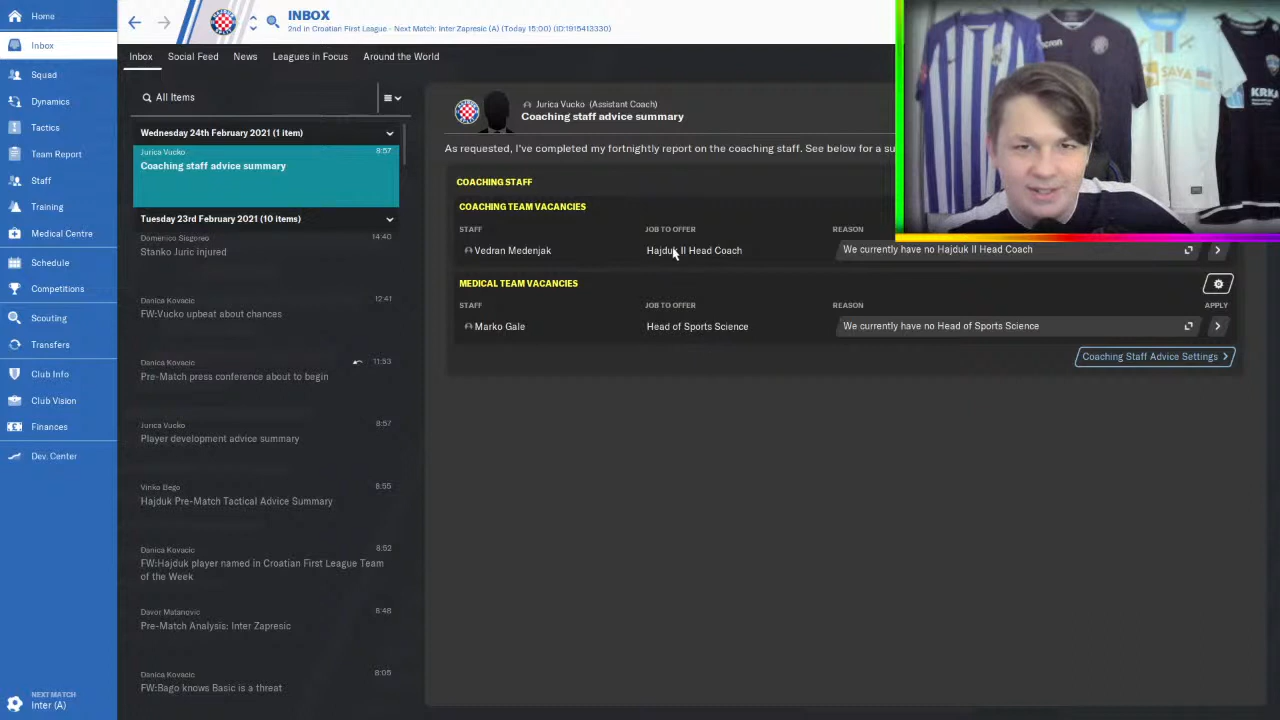 Home
Inbox
Squad
Dynamics
Tactics
Team Report
Staff
Training
Medical Centre
Schedule
Competitions
Scouting
Transfers
Club Info
Club Vision
Finances
Dev. Center
NEXT MATCH
Inter (A)
INBOX
2nd in Croatian First League - Next Match: Inter Zapresic (A) (Today 15:00) (ID:1915413330)
Inbox
Social Feed
News
Leagues in Focus
Around the World
All Items
Wednesday 24th February 2021 (1 item)
Jurica Vucko 8:57
Coaching staff advice summary
Tuesday 23rd February 2021 (10 items)
Domenico Sisgoreo 14:40
Stanko Juric injured
Danica Kovacic 12:41
FW:Vucko upbeat about chances
Danica Kovacic 11:53
Pre-Match press conference about to begin
Jurica Vucko 8:57
Player development advice summary
Vinko Bego 8:55
Hajduk Pre-Match Tactical Advice Summary
Danica Kovacic 8:52
FW:Hajduk player named in Croatian First League Team
of the Week
Davor Matanovic 8:48
Pre-Match Analysis: Inter Zapresic
Danica Kovacic 8:05
FW:Bago knows Basic is a threat
Jurica Vucko (Assistant Coach)
Coaching staff advice summary
As requested, I've completed my fortnightly report on the coaching staff. See below for a su
COACHING STAFF
COACHING TEAM VACANCIES
STAFF JOB TO OFFER REASON
Vedran Medenjak Hajduk II Head Coach We currently have no Hajduk II Head Coach
MEDICAL TEAM VACANCIES
STAFF JOB TO OFFER REASON APPLY
Marko Gale Head of Sports Science We currently have no Head of Sports Science
Coaching Staff Advice Settings
SAVA
KRKA